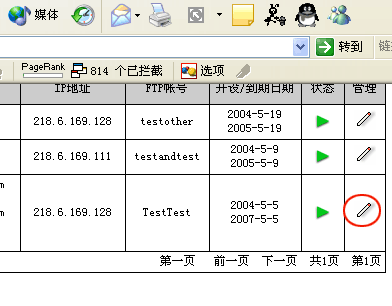 媒体
转到
PageRank 814 个已拦截 选项
IP地址 FTP帐号 开设/到期日期 状态 管理
218.6.169.128 testother 2004-5-19
2005-5-19
218.6.169.111 testandtest 2004-5-9
2005-5-9
m
m 218.6.169.128 TestTest 2004-5-5
2007-5-5
第一页 前一页 下一页 共1页 第1页